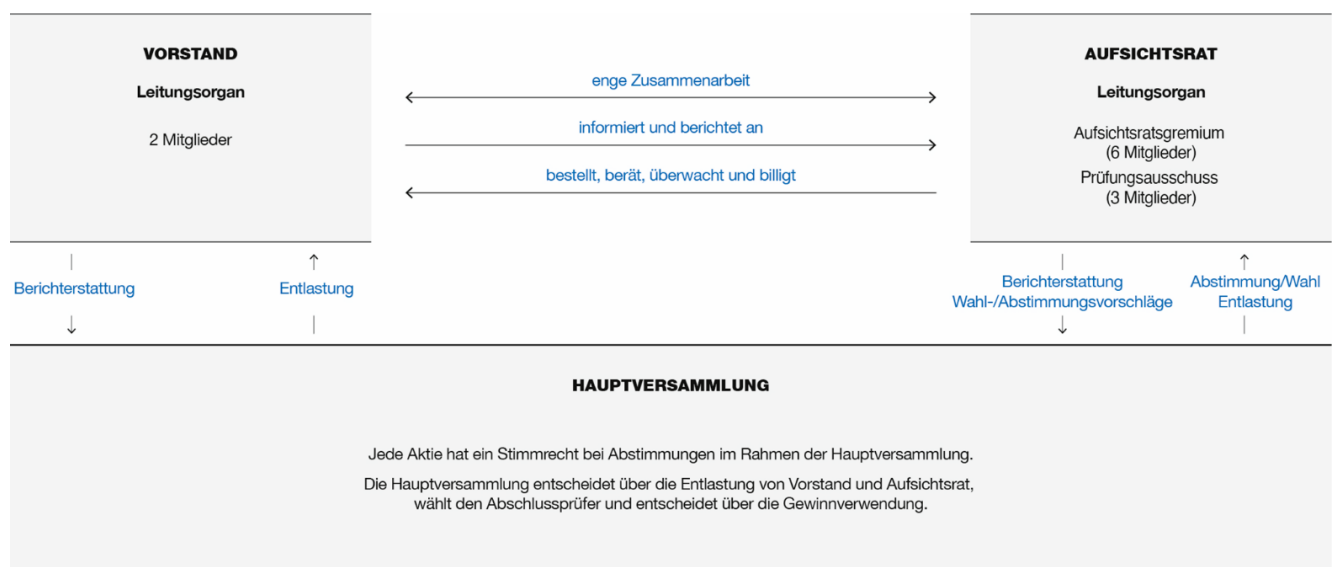 VORSTAND
Leitungsorgan
2 Mitglieder
enge Zusammenarbeit
informiert und berichtet an
bestellt, berät, überwacht und billigt
AUFSICHTSRAT
Leitungsorgan
Aufsichtsratsgremium
(6 Mitglieder)
Prüfungsausschuss
(3 Mitglieder)
Berichterstattung
Entlastung
Berichterstattung
Wahl-/Abstimmungsvorschläge
Abstimmung/Wahl
Entlastung
HAUPTVERSAMMLUNG
Jede Aktie hat ein Stimmrecht bei Abstimmungen im Rahmen der Hauptversammlung.
Die Hauptversammlung entscheidet über die Entlastung von Vorstand und Aufsichtsrat,
wählt den Abschlussprüfer und entscheidet über die Gewinnverwendung.